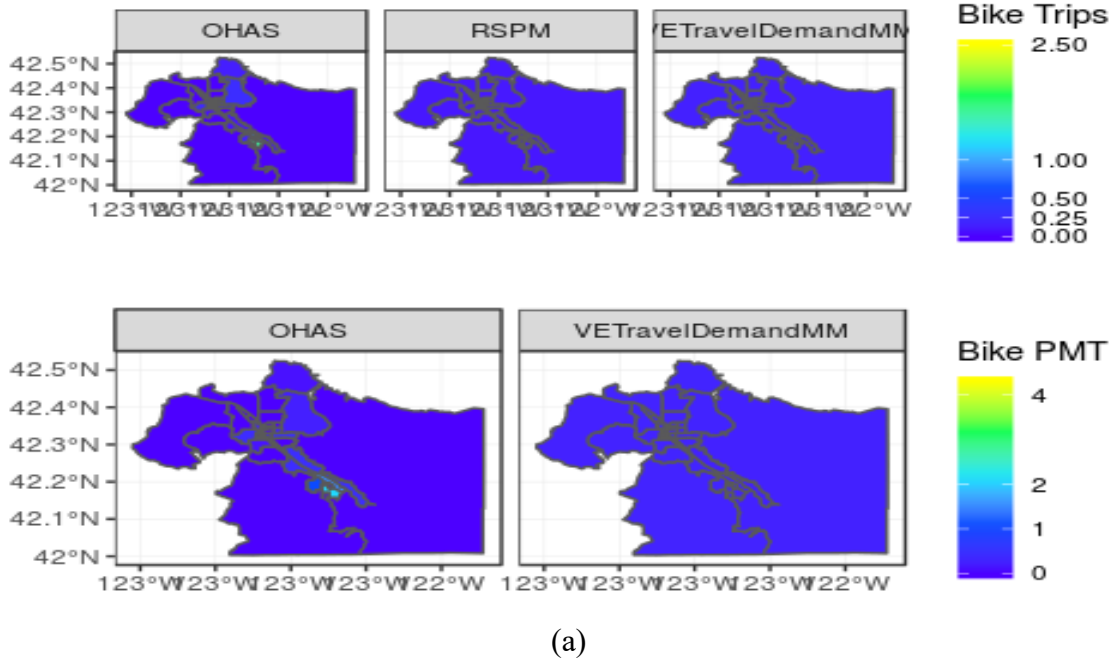 OHAS RSPM VETravelDemandMM Bike Trips
42.5°N 2.50
42.4°N
42.3°N
42.2°N 1.00
42.1°N 0.50
42°N 0.25
0.00
OHAS VETravelDemandMM Bike PMT
42.5°N 4
42.4°N
42.3°N
42.2°N 2
42.1°N 1
42°N 0
123°W 123°W 123°W 123°W 122°W 123°W 123°W 123°W 123°W 122°W
(a)